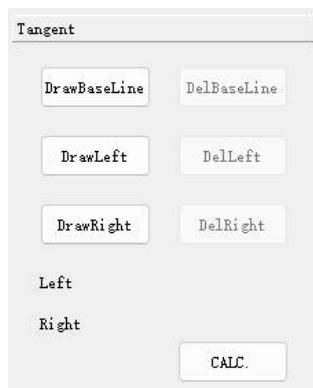 Tangent
DrawBaseLine DelBaseLine
DrawLeft DelLeft
DrawRight DelRight
Left
Right
CALC.